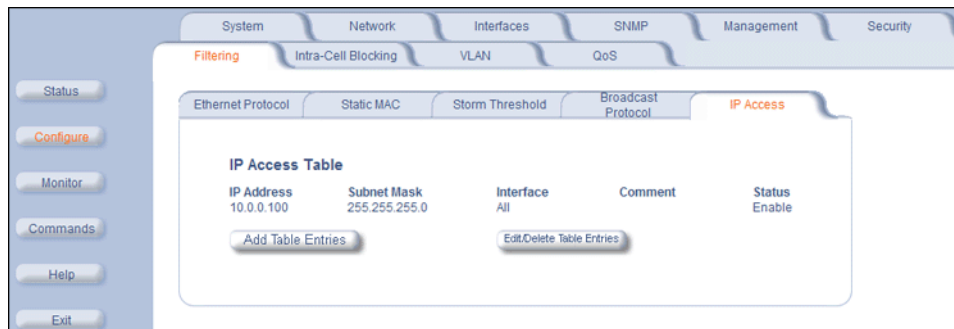 System Network Interfaces SNMP Management Security
Filtering Intra-Cell Blocking VLAN QoS
Status
Configure
Monitor
Commands
Help
Exit
Ethernet Protocol Static MAC Storm Threshold Broadcast Protocol IP Access
IP Access Table
IP Address Subnet Mask Interface Comment Status
10.0.0.100 255.255.255.0 All Enable
Add Table Entries Edit/Delete Table Entries